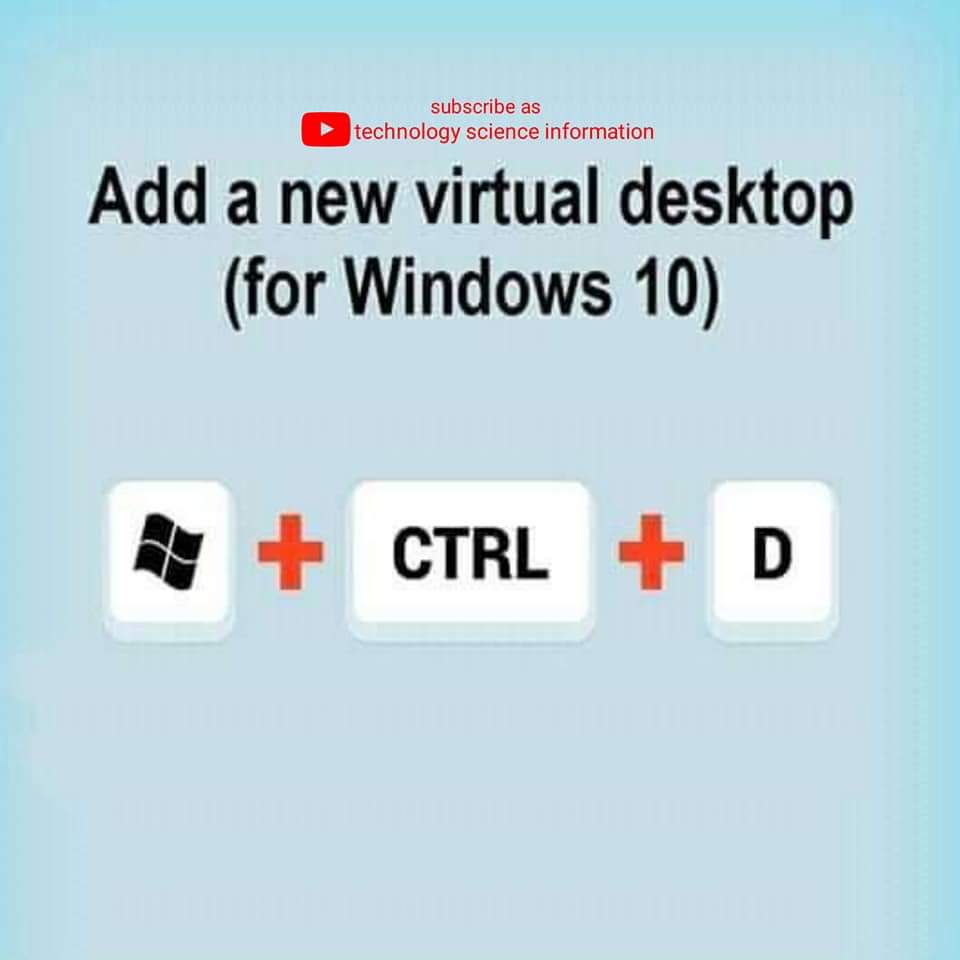 subscribe as
technology science information
Add a new virtual desktop
(for Windows 10)
+ CTRL + D